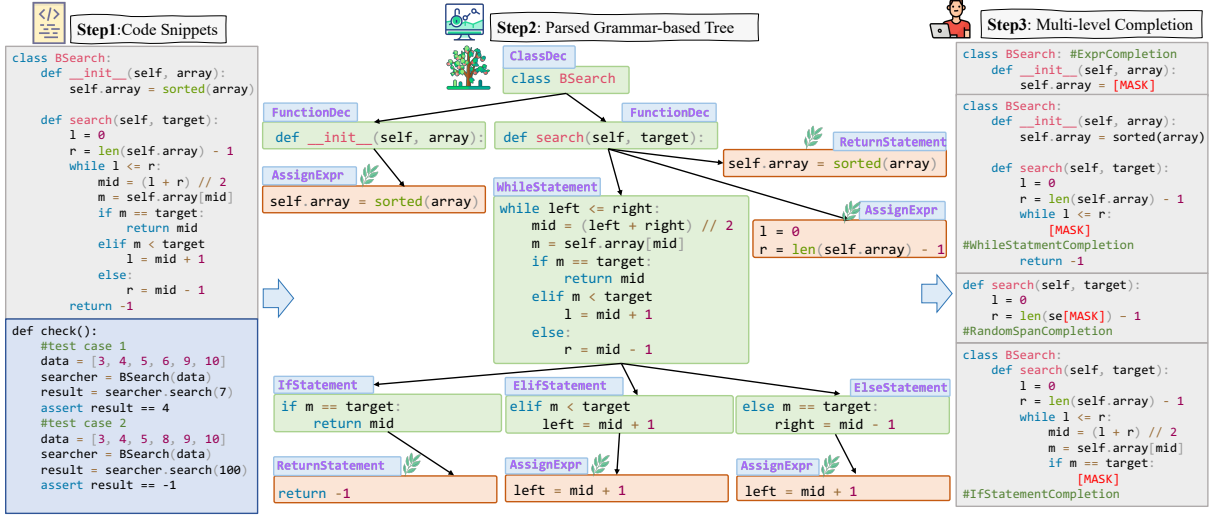 Step1:Code Snippets
class BSearch:
def __init__(self, array):
self.array = sorted(array)
def search(self, target):
l = 0
r = len(self.array) - 1
while l <= r:
mid = (l + r) // 2
m = self.array[mid]
if m == target:
return mid
elif m < target
l = mid + 1
else:
r = mid - 1
return -1
def check():
#test case 1
data = [3, 4, 5, 6, 9, 10]
searcher = BSearch(data)
result = searcher.search(7)
assert result == 4
#test case 2
data = [3, 4, 5, 8, 9, 10]
searcher = BSearch(data)
result = searcher.search(100)
assert result == -1
Step2: Parsed Grammar-based Tree
ClassDec
class BSearch
FunctionDec
def __init__(self, array):
FunctionDec
def search(self, target):
AssignExpr
self.array = sorted(array)
ReturnStatement
self.array = sorted(array)
WhileStatement
while left <= right:
mid = (left + right) // 2
m = self.array[mid]
if m == target:
return mid
elif m < target
l = mid + 1
else:
r = mid - 1
AssignExpr
l = 0
r = len(self.array) - 1
IfStatement
if m == target:
return mid
ElifStatement
elif m < target
left = mid + 1
ElseStatement
else m == target:
right = mid - 1
ReturnStatement
return -1
AssignExpr
left = mid + 1
AssignExpr
left = mid + 1
Step3: Multi-level Completion
class BSearch: #ExprCompletion
def __init__(self, array):
self.array = [MASK]
class BSearch:
def __init__(self, array):
self.array = sorted(array)
def search(self, target):
l = 0
r = len(self.array) - 1
while l <= r:
[MASK]
#WhileStatmentCompletion
return -1
def search(self, target):
l = 0
r = len(se[MASK]) - 1
#RandomSpanCompletion
class BSearch:
def search(self, target):
l = 0
r = len(self.array) - 1
while l <= r:
mid = (l + r) // 2
m = self.array[mid]
if m == target:
[MASK]
#IfStatementCompletion